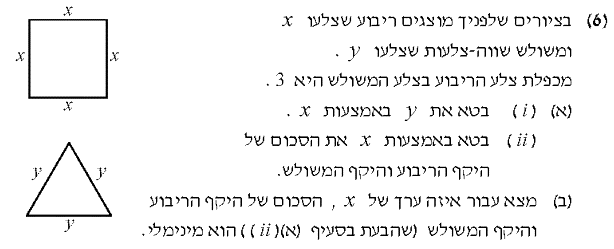 (6) בציורים שלפניך מוצגים ריבוע שצלעו x
ומשולש שווה-צלעות שצלעו y .
מכפלת צלע הריבוע בצלע המשולש היא 3 .
(א) (i) בטא את y באמצעות x .
(ii) בטא באמצעות x את הסכום של
היקף הריבוע והיקף המשולש.
(ב) מצא עבור איזה ערך של x , הסכום של היקף הריבוע
והיקף המשולש (שהבעת בסעיף (א)(ii)) הוא מינימלי.
x
x x
x
y y
y